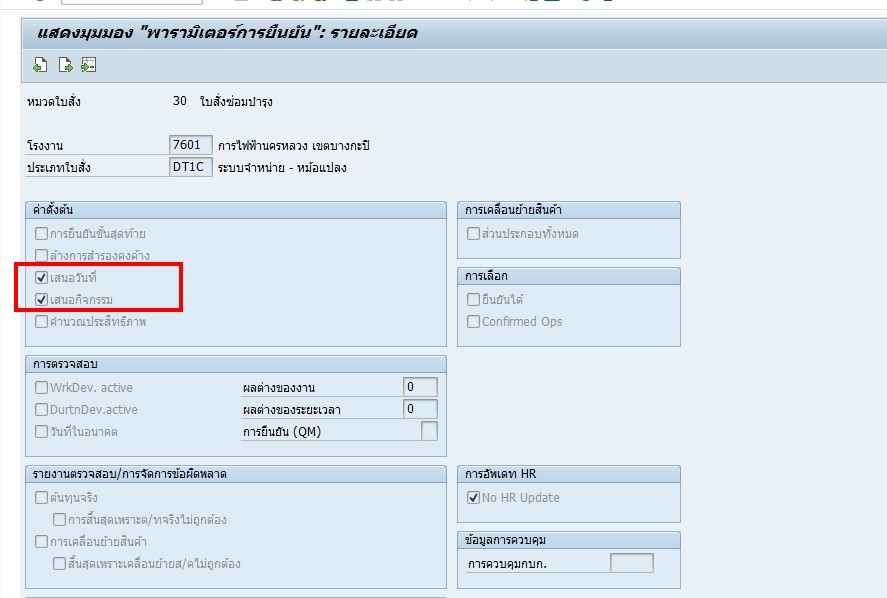 แสดงมุมมอง "พารามิเตอร์การยืนยัน": รายละเอียด
หมวดใบสั่ง 30 ใบสั่งซ่อมบำรุง
โรงงาน 7601 การไฟฟ้านครหลวง เขตบางกะปิ
ประเภทใบสั่ง DT1C ระบบจำหน่าย - หม้อแปลง
ค่าตั้งต้น
การยืนยันขั้นสุดท้าย
ล้างการสำรองคงค้าง
เสนอวันที่
เสนอกิจกรรม
คำนวณประสิทธิภาพ
การเคลื่อนย้ายสินค้า
ส่วนประกอบทั้งหมด
การเลือก
ยืนยันได้
Confirmed Ops
การตรวจสอบ
WrkDev. active ผลต่างของงาน 0
DurtnDev.active ผลต่างของระยะเวลา 0
วันที่ในอนาคต การยืนยัน (QM)
รายงานตรวจสอบ/การจัดการข้อผิดพลาด
ต้นทุนจริง
การสิ้นสุดเพราะต/ทจริงไม่ถูกต้อง
การเคลื่อนย้ายสินค้า
สิ้นสุดเพราะเคลื่อนย้ายส/คไม่ถูกต้อง
การอัพเดท HR
No HR Update
ข้อมูลการควบคุม
การควบคุมกบก.